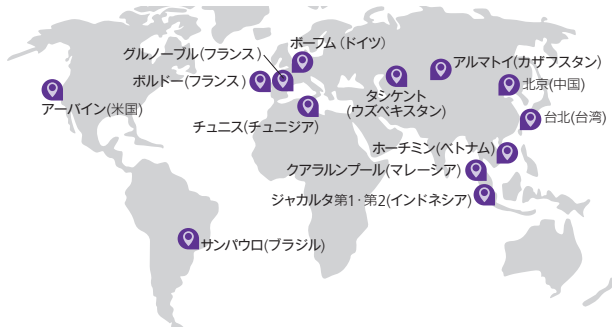 ボーフム(ドイツ)
グルノーブル(フランス)
アルマトイ(カザフスタン)
ボルドー(フランス)
北京(中国)
タシケント
(ウズベキスタン)
アーバイン(米国)
台北(台湾)
チュニス(チュニジア)
ホーチミン(ベトナム)
クアラルンプール(マレーシア)
ジャカルタ第1·第2(インドネシア)
サンパウロ(ブラジル)